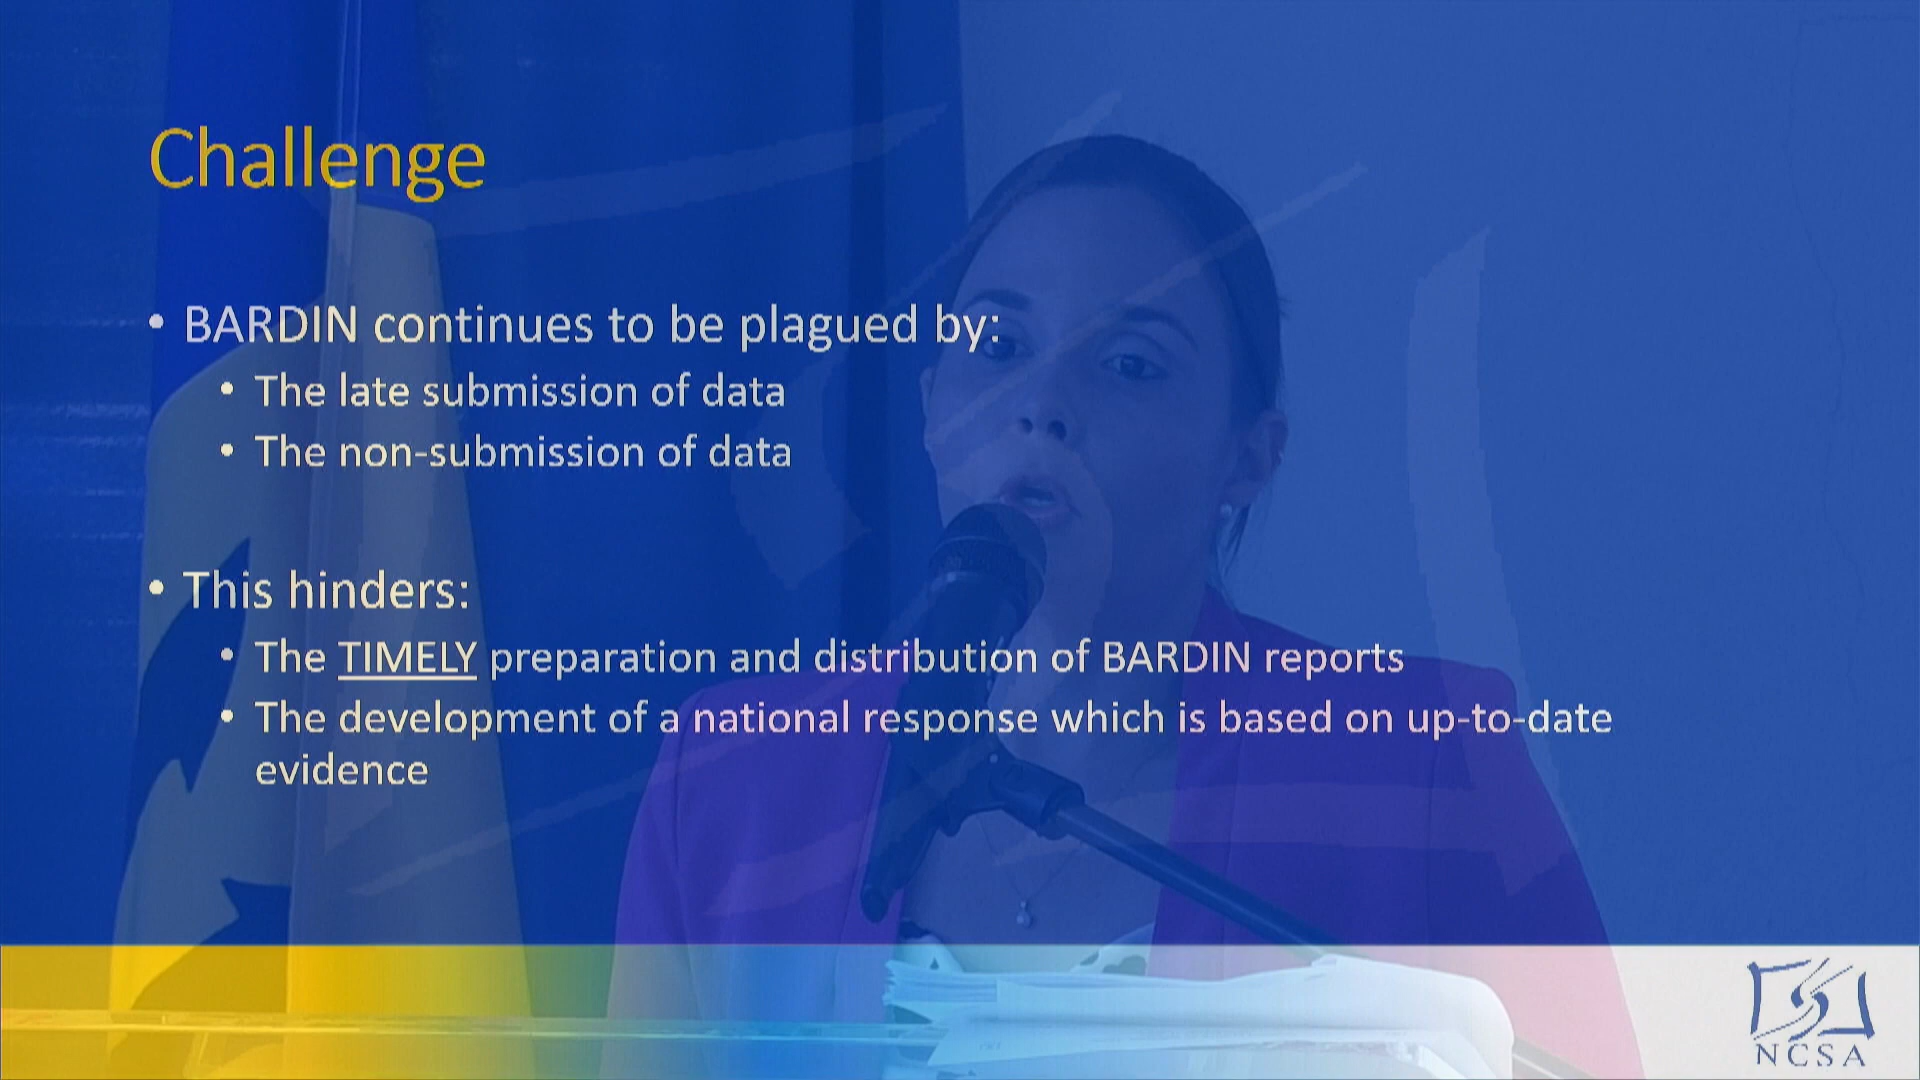 Challenge
• BARDIN continues to be plagued by:
• The late submission of data
• The non-submission of data
• This hinders:
• The TIMELY preparation and distribution of BARDIN reports
• The development of a national response which is based on up-to-date
evidence
NCSA